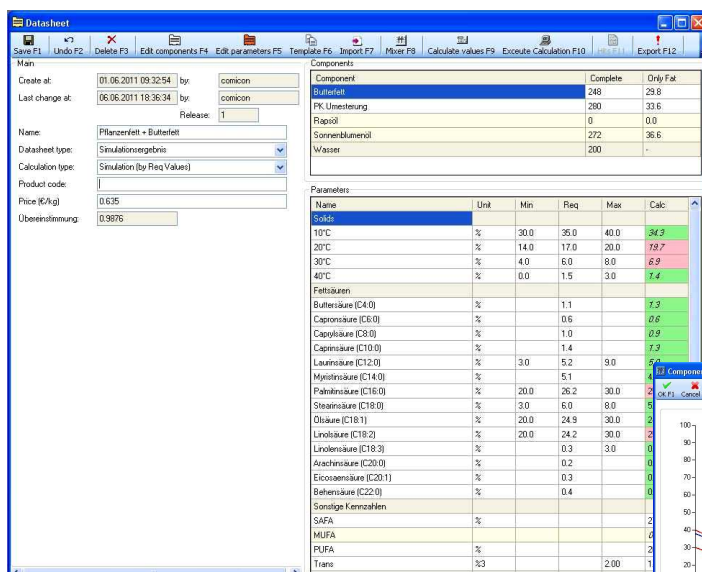 Datasheet
Save F1 Undo F2 Delete F3 Edit components F4 Edit parameters F5 Template F6 Import F7 Mixer F8 Calculate values F9 Exceute Calculation F10 Export F12
Main
Create at: 01.06.2011 09:32:54 by: comicon
Last change at: 06.06.2011 18:36:34 by: comicon
Release: 1
Name: Pflanzenfett + Butterfett
Datasheet type: Simulationsergebnis
Calculation type: Simulation (by Req Values)
Product code:
Price (€/kg) 0.635
Übereinstimmung: 0.9876
Components
Component Complete Only Fat
Butterfett 248 29.8
PK Umesterung 280 33.6
Rapsöl 0 0.0
Sonnenblumenöl 272 36.6
Wasser 200 -
Parameters
Name Unit Min Req Max Calc
Solids
10°C % 30.0 35.0 40.0 34.3
20°C % 14.0 17.0 20.0 19.7
30°C % 4.0 6.0 8.0 6.9
40°C % 0.0 1.5 3.0 1.4
Fettsäuren
Buttersäure (C4:0) % 1.1 1.3
Capronsäure (C6:0) % 0.6 0.6
Caprylsäure (C8:0) % 1.0 0.9
Caprinsäure (C10:0) % 1.4 1.3
Laurinsäure (C12:0) % 3.0 5.2 9.0
Myristinsäure (C14:0) % 5.1
Palmitinsäure (C16:0) % 20.0 26.2 30.0
Stearinsäure (C18:0) % 3.0 6.0 8.0
Ölsäure (C18:1) % 20.0 24.9 30.0
Linolsäure (C18:2) % 20.0 24.2 30.0
Linolensäure (C18:3) % 0.3 3.0
Arachinsäure (C20:0) % 0.2
Eicosaensäure (C20:1) % 0.3
Behensäure (C22:0) % 0.4
Sonstige Kennzahlen
SAFA %
MUFA
PUFA %
Trans %3 2.00
Componer
OK F1 Cancel
100
90
80
70
60
50
40
30
20